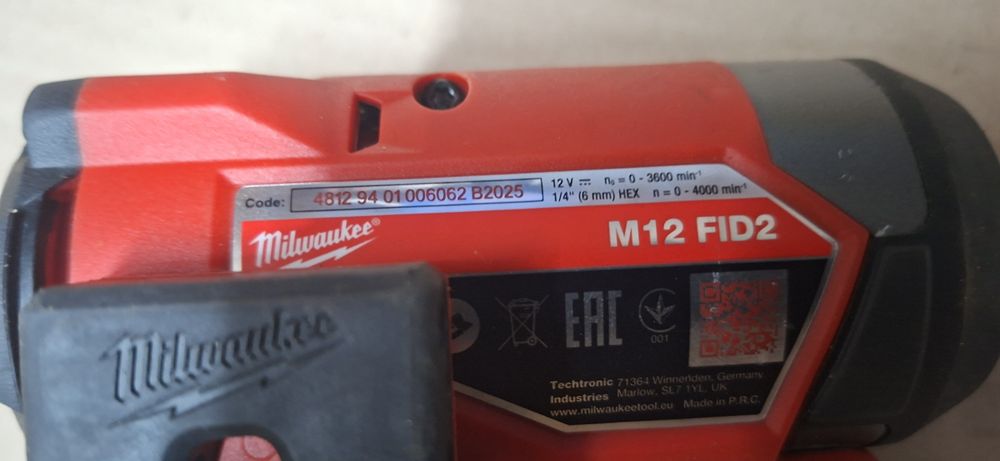 Code: 4812 94 01 006062 B2025
12 V n₀ = 0 - 3600 min⁻¹
1/4" (6 mm) HEX n = 0 - 4000 min⁻¹
Milwaukee®
M12 FID2
EAC
001
Milwaukee
Techtronic 71364 Winnenden, Germany
Industries Marlow, SL7 1YL, UK
www.milwaukeetool.eu Made in P.R.C.